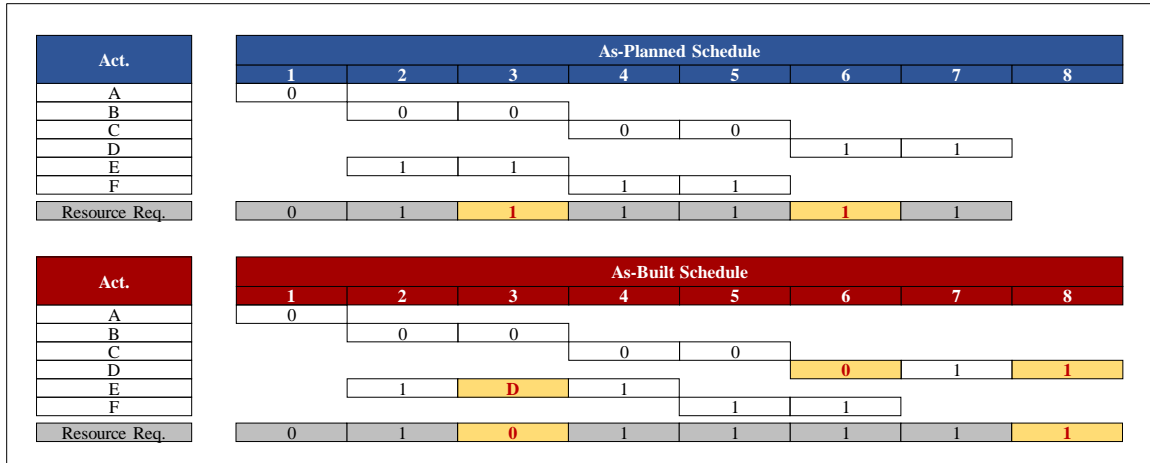 Act. As-Planned Schedule
1 2 3 4 5 6 7 8
A 0
B 0 0
C 0 0
D 1 1
E 1 1
F 1 1
Resource Req. 0 1 1 1 1 1 1
Act. As-Built Schedule
1 2 3 4 5 6 7 8
A 0
B 0 0
C 0 0
D 0 1 1
E 1 D 1
F 1 1
Resource Req. 0 1 0 1 1 1 1 1